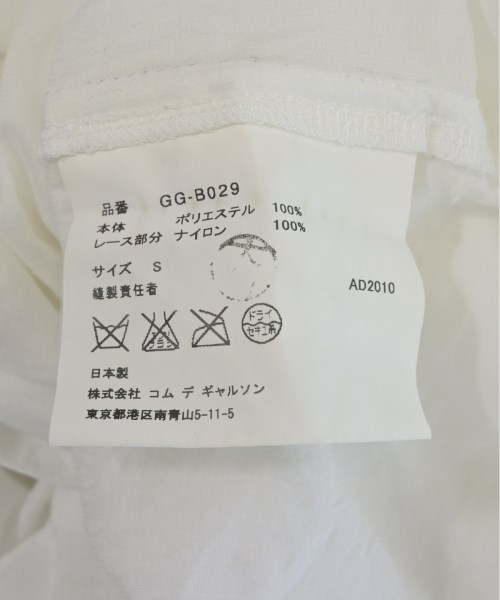 品番 GG-B029
本体 ポリエステル 100%
レース部分 ナイロン 100%
サイズ S
縫製責任者
AD2010
ドライ
セキユ系
日本製
株式会社 コム デ ギャルソン
東京都港区南青山5-11-5